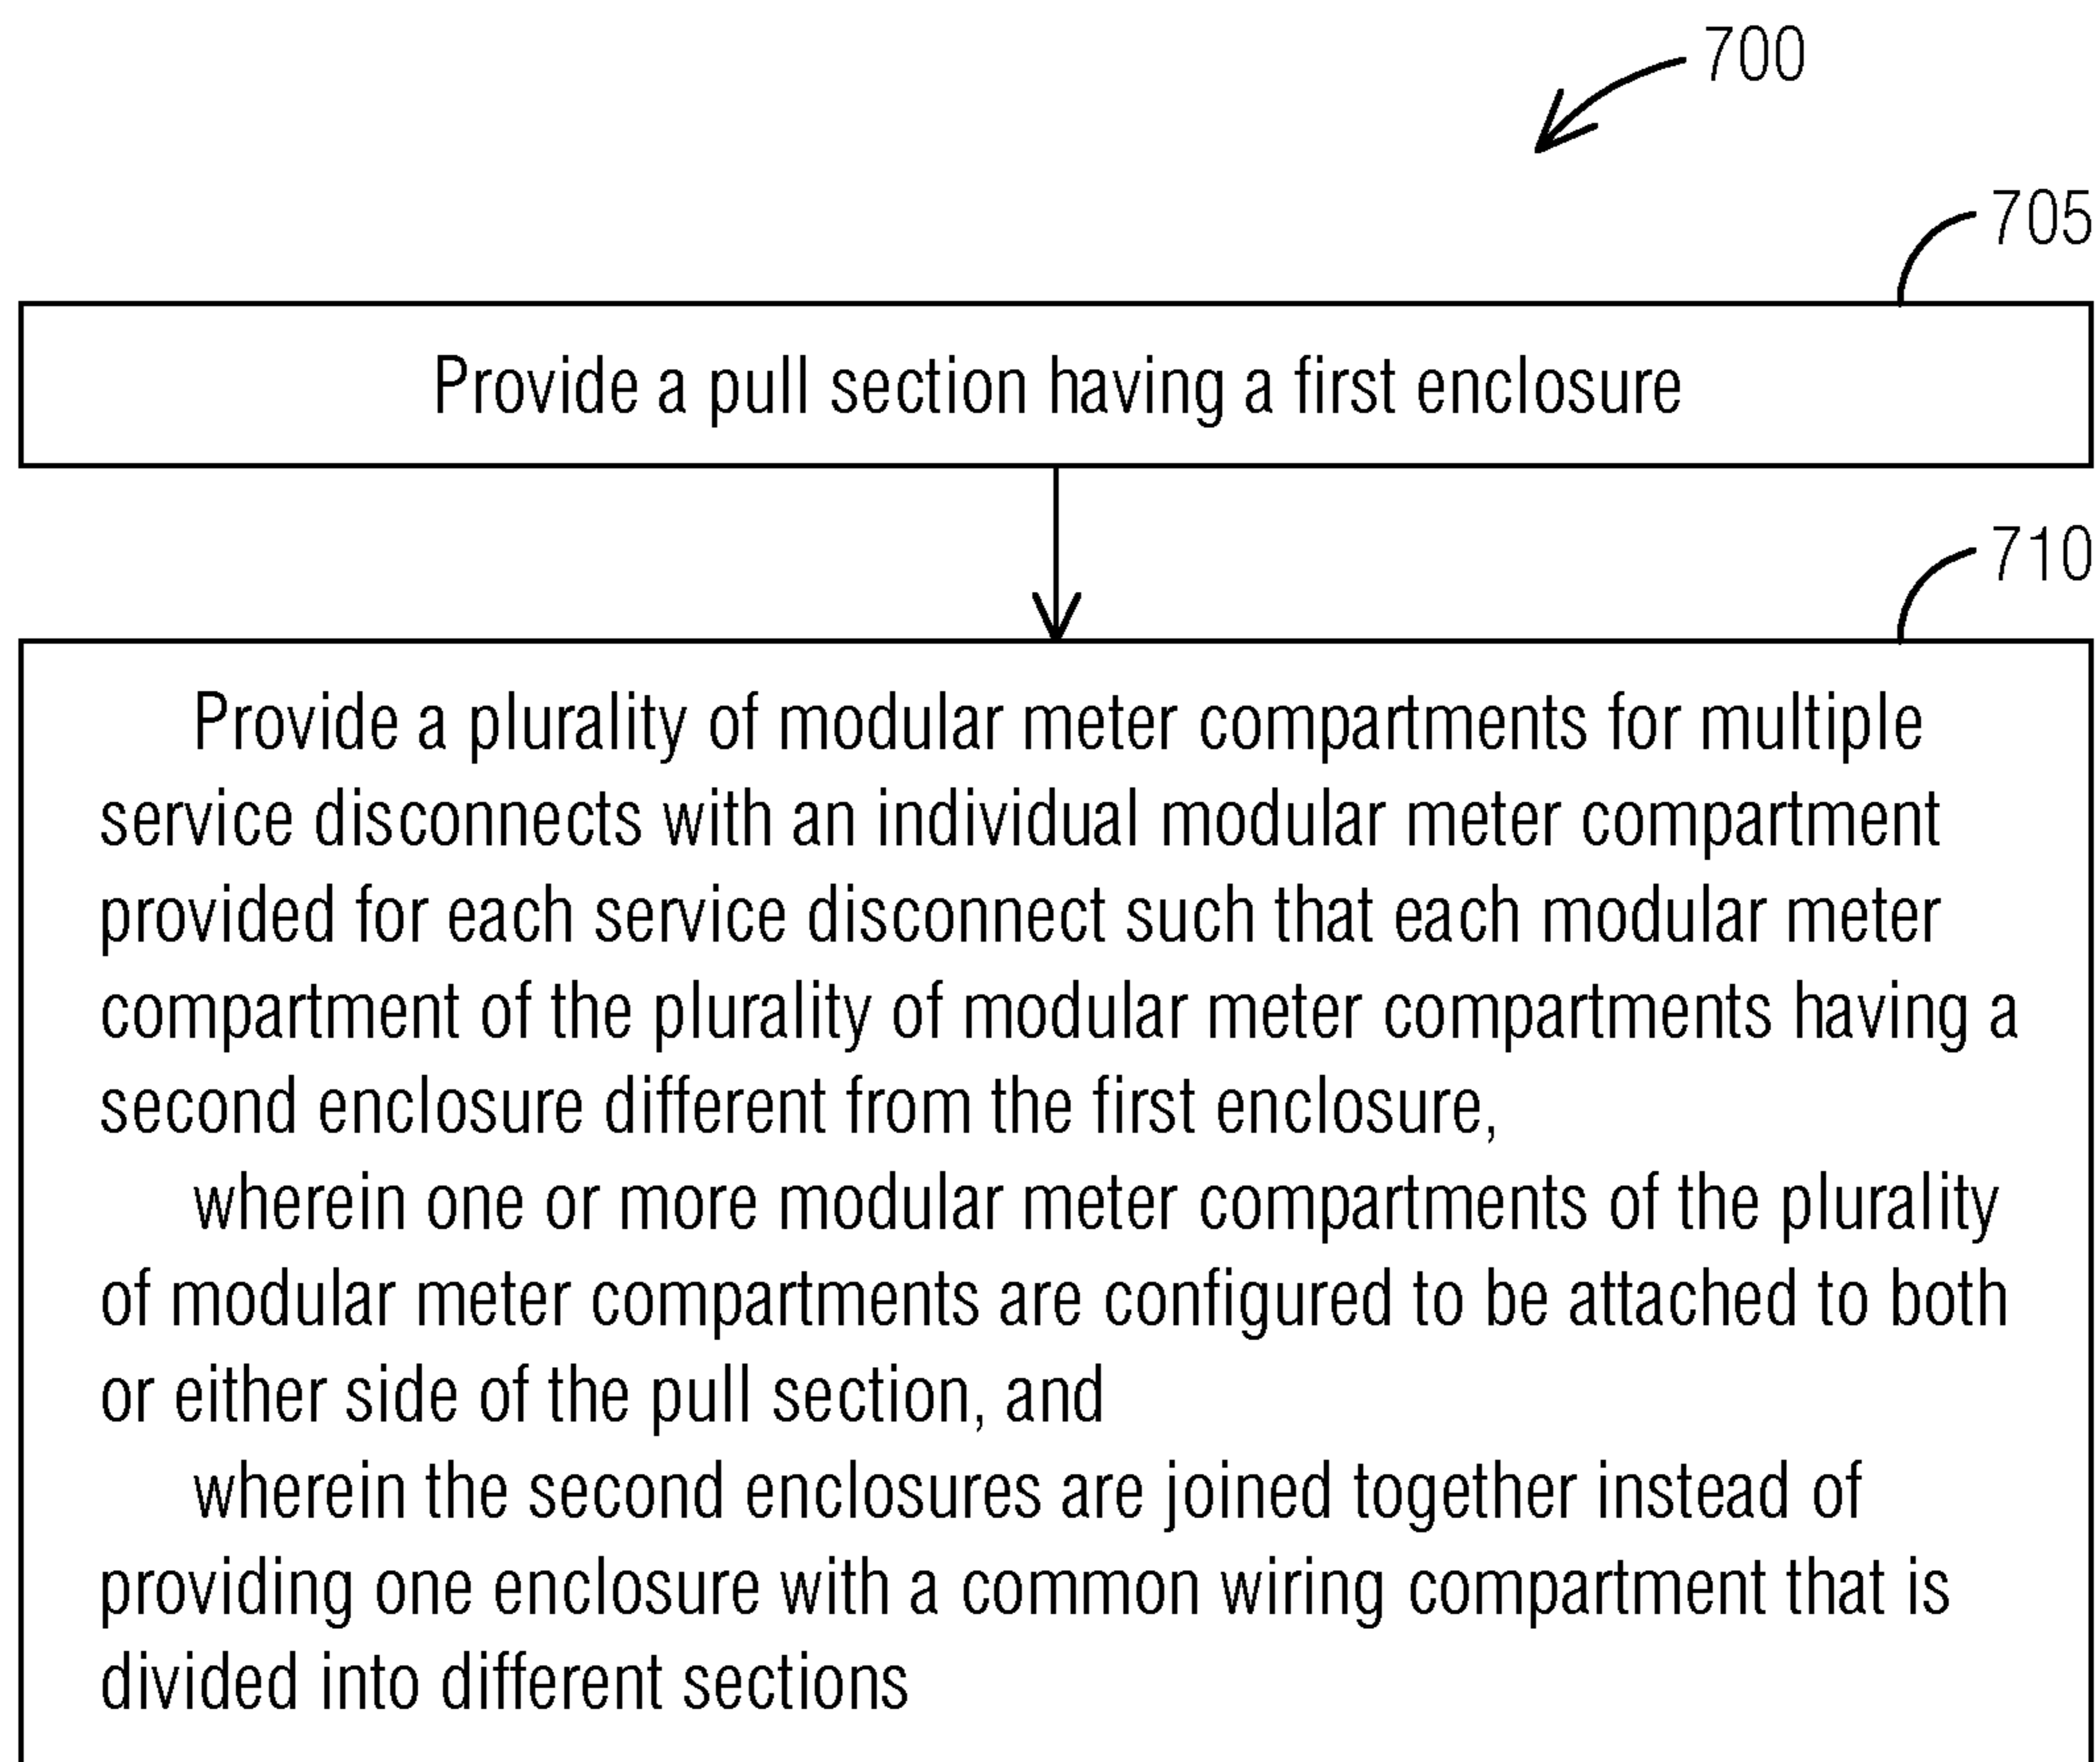 700
705
Provide a pull section having a first enclosure
710
Provide a plurality of modular meter compartments for multiple
service disconnects with an individual modular meter compartment
provided for each service disconnect such that each modular meter
compartment of the plurality of modular meter compartments having a
second enclosure different from the first enclosure,
wherein one or more modular meter compartments of the plurality
of modular meter compartments are configured to be attached to both
or either side of the pull section, and
wherein the second enclosures are joined together instead of
providing one enclosure with a common wiring compartment that is
divided into different sections